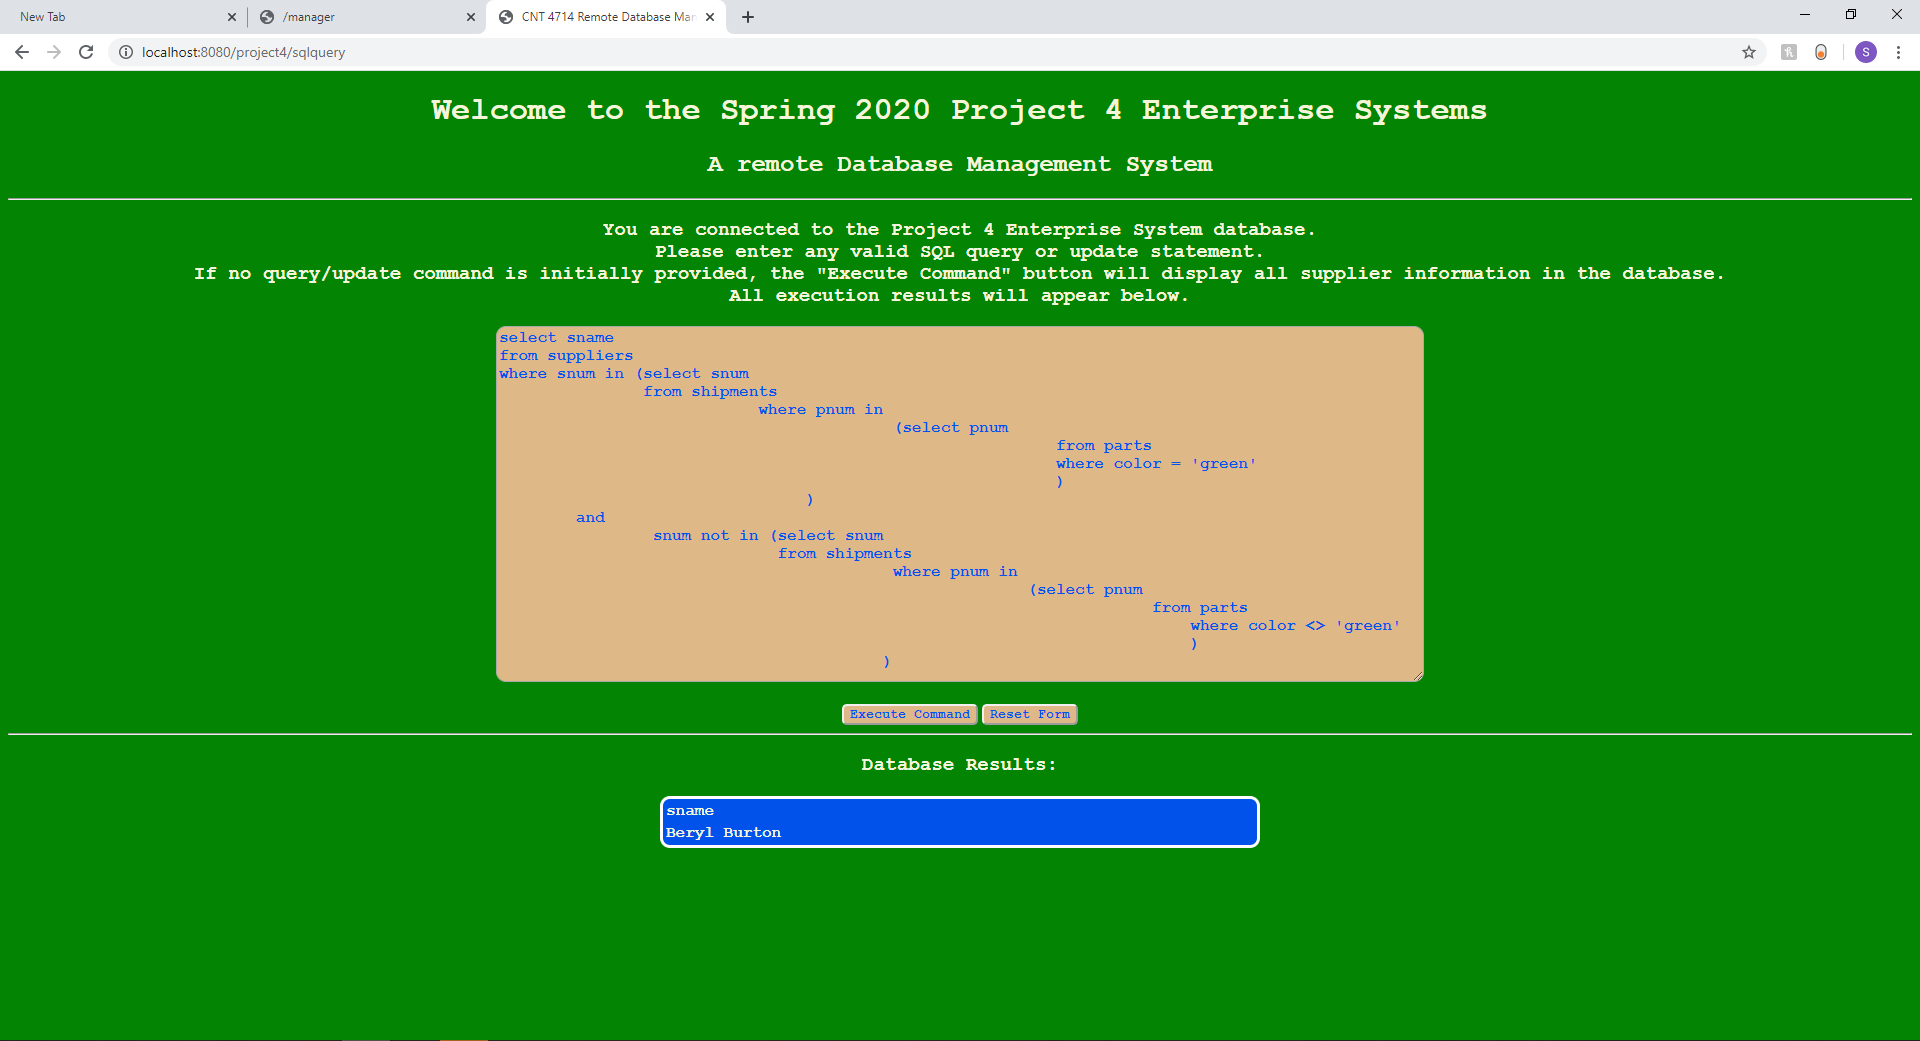 New Tab
/manager
CNT 4714 Remote Database Man
localhost:8080/project4/sqlquery
S
Welcome to the Spring 2020 Project 4 Enterprise Systems
A remote Database Management System
You are connected to the Project 4 Enterprise System database.
Please enter any valid SQL query or update statement.
If no query/update command is initially provided, the "Execute Command" button will display all supplier information in the database.
All execution results will appear below.
select sname
from suppliers
where snum in (select snum
from shipments
where pnum in
(select pnum
from parts
where color = 'green'
)
)
and
snum not in (select snum
from shipments
where pnum in
(select pnum
from parts
where color <> 'green'
)
)
Execute Command Reset Form
Database Results:
sname
Beryl Burton